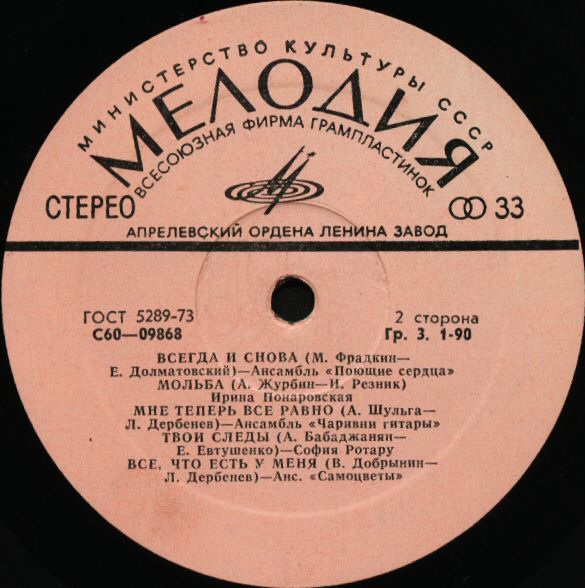 МИНИСТЕРСТВО КУЛЬТУРЫ СССР
МЕЛОДИЯ
ВСЕСОЮЗНАЯ ФИРМА ГРАМПЛАСТИНОК
СТЕРЕО
33
АПРЕЛЕВСКИЙ ОРДЕНА ЛЕНИНА ЗАВОД
ГОСТ 5289-73
2 сторона
С60—09868
Гр. 3. 1-90
ВСЕГДА И СНОВА (М. Фрадкин—
Е. Долматовский)—Ансамбль «Поющие сердца»
МОЛЬБА (А. Журбин—И. Резник)
Ирина Понаровская
МНЕ ТЕПЕРЬ ВСЕ РАВНО (А. Шульга—
Л. Дербенев)—Ансамбль «Чаривни гитары»
ТВОИ СЛЕДЫ (А. Бабаджанян—
Е. Евтушенко)—София Ротару
ВСЕ, ЧТО ЕСТЬ У МЕНЯ (В. Добрынин—
Л. Дербенев)—Анс. «Самоцветы»